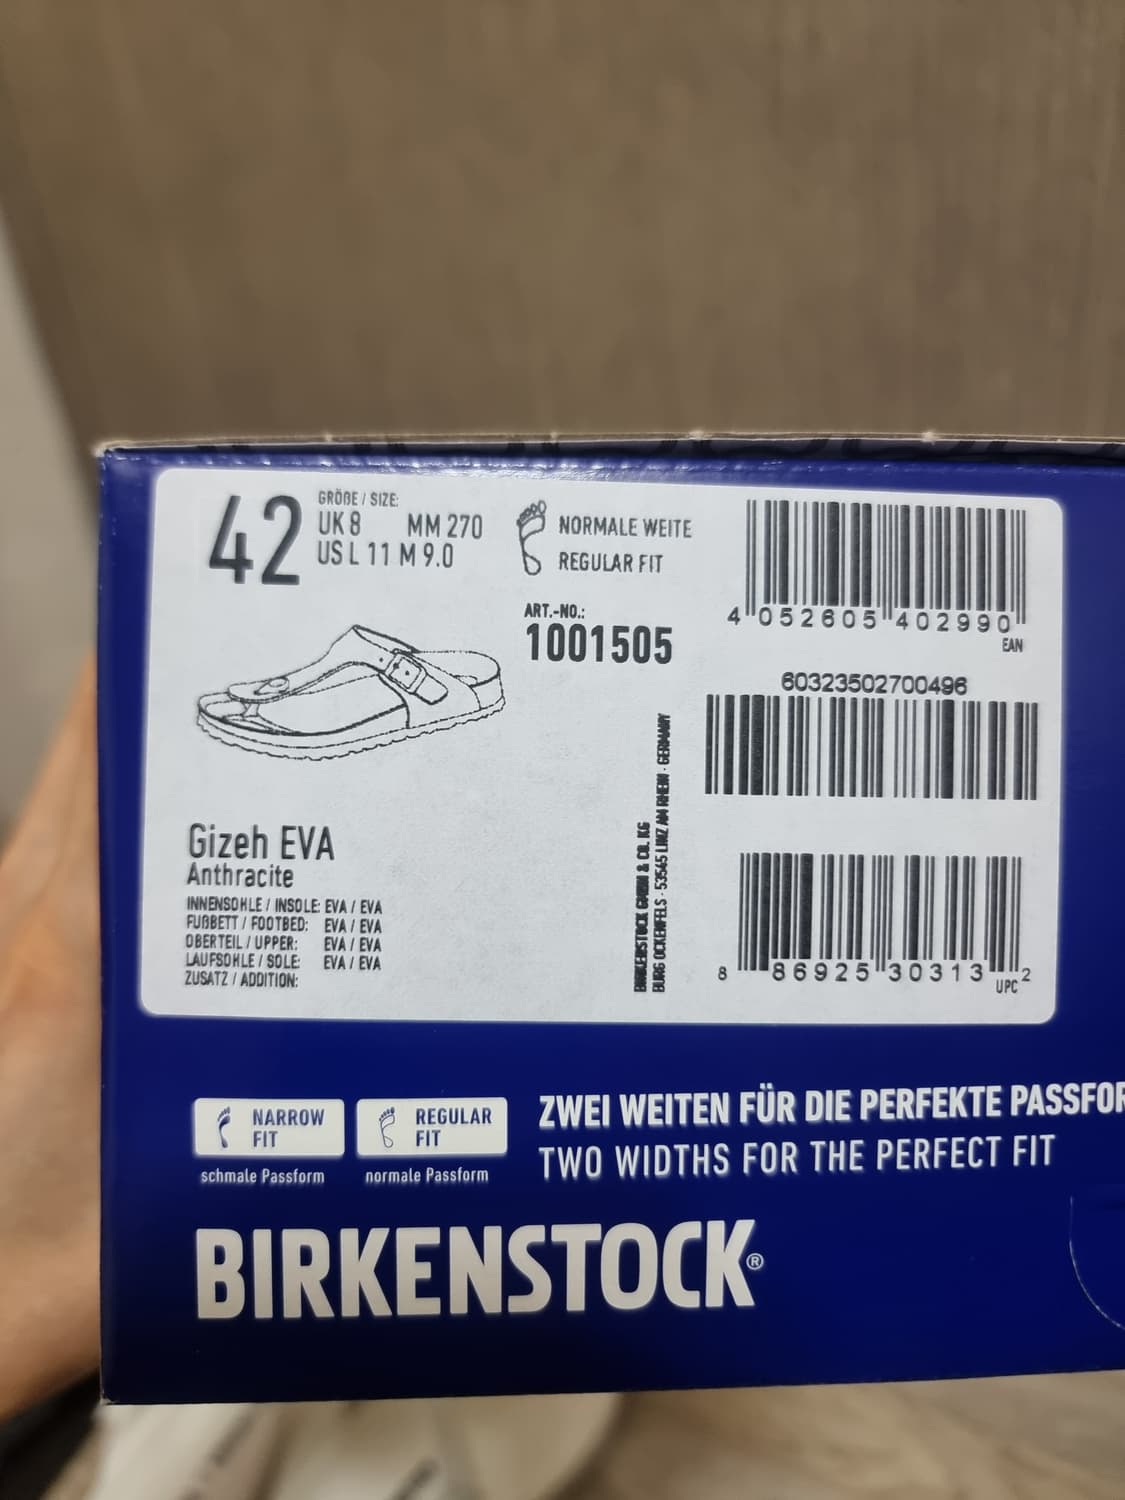 42
GRÖßE / SIZE:
UK 8 MM 270
US L 11 M 9.0
NORMALE WEITE
REGULAR FIT
ART.-NO.:
1001505
4 052605 402990
EAN
60323502700496
Gizeh EVA
Anthracite
INNENSOHLE / INSOLE: EVA / EVA
FUßBETT / FOOTBED: EVA / EVA
OBERTEIL / UPPER: EVA / EVA
LAUFSOHLE / SOLE: EVA / EVA
ZUSATZ / ADDITION:
BIRKENSTOCK GMBH & CO. KG
BURG OCKENFELS · 53545 LINZ AM RHEIN · GERMANY
8 86925 30313 2
UPC
NARROW
FIT
schmale Passform
REGULAR
FIT
normale Passform
ZWEI WEITEN FÜR DIE PERFEKTE PASSFOR
TWO WIDTHS FOR THE PERFECT FIT
BIRKENSTOCK®